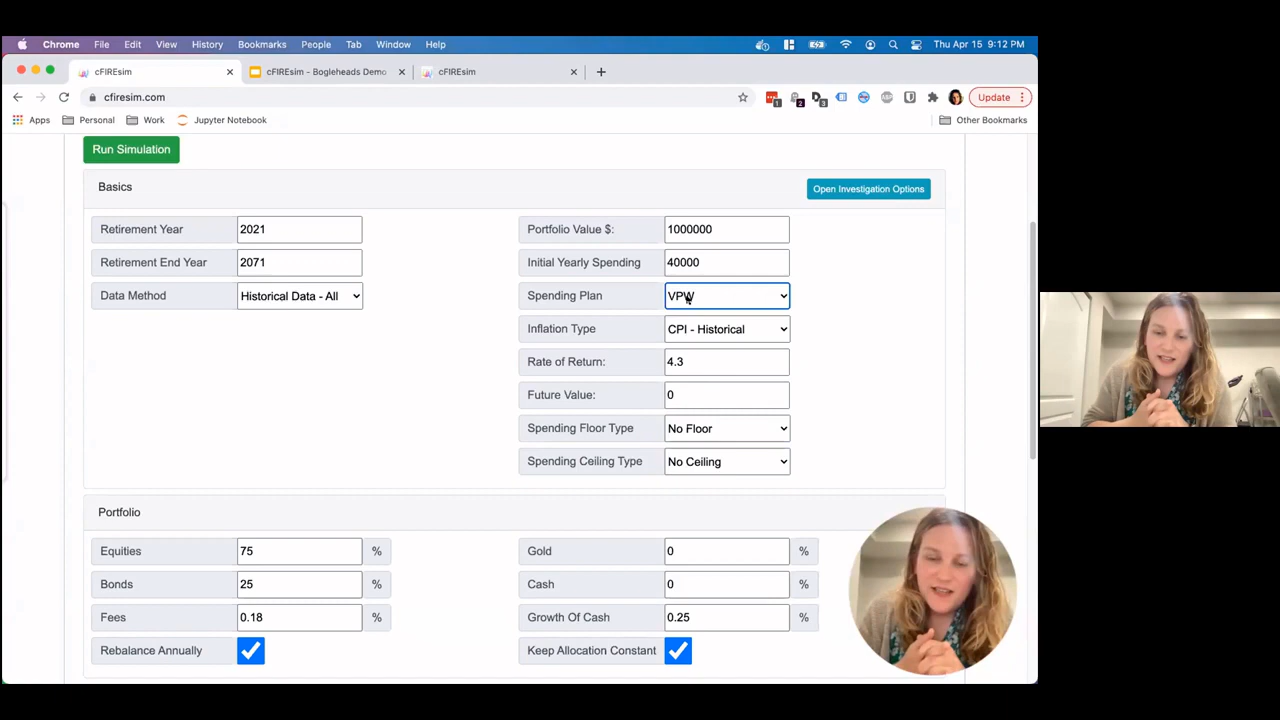 Chrome File Edit View History Bookmarks People Tab Window Help Thu Apr 15 9:12 PM
cFIREsim cFIREsim - Bogleheads Demo cFIREsim
cfiresim.com Update
Apps Personal Work Jupyter Notebook Other Bookmarks
Run Simulation
Basics Open Investigation Options
Retirement Year 2021 Portfolio Value $: 1000000
Retirement End Year 2071 Initial Yearly Spending 40000
Data Method Historical Data - All Spending Plan VPW
Inflation Type CPI - Historical
Rate of Return: 4.3
Future Value: 0
Spending Floor Type No Floor
Spending Ceiling Type No Ceiling
Portfolio
Equities 75 % Gold 0 %
Bonds 25 % Cash 0 %
Fees 0.18 % Growth Of Cash 0.25 %
Rebalance Annually Keep Allocation Constant